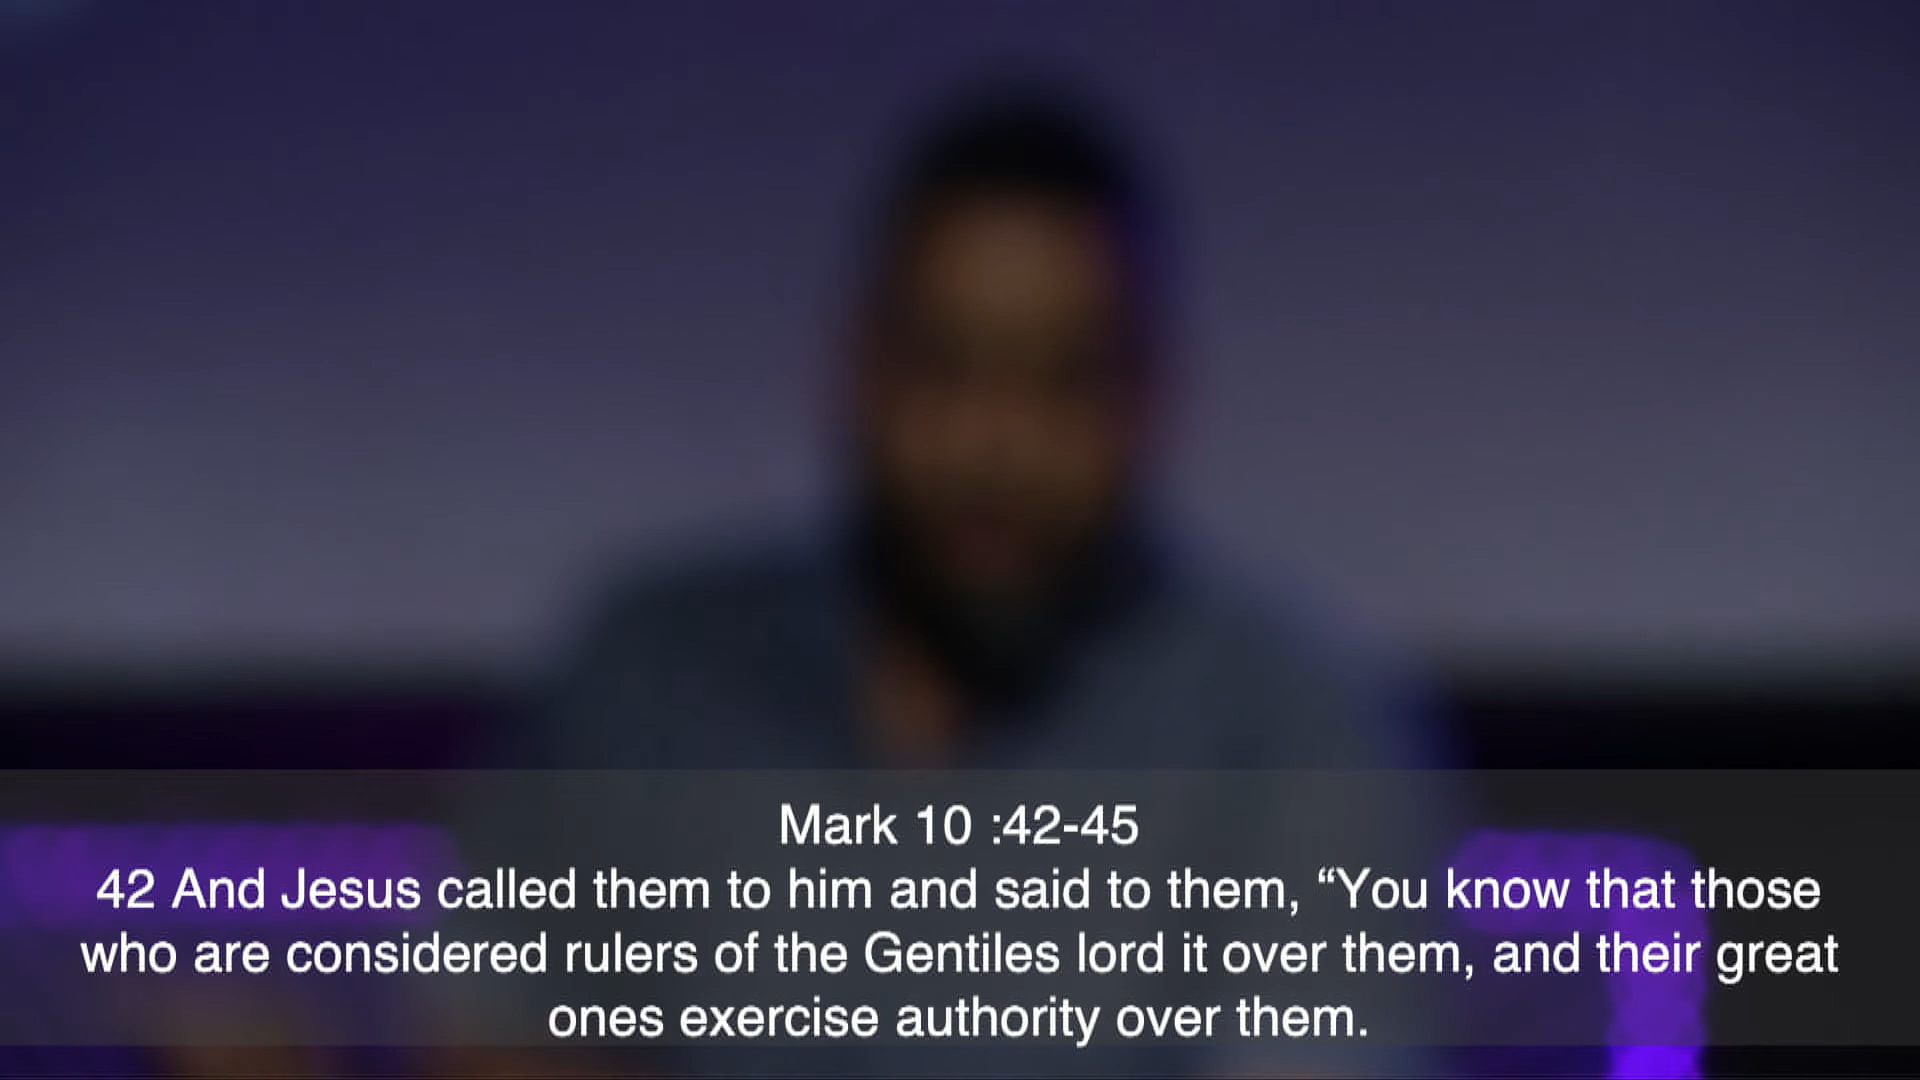 Mark 10 :42-45
42 And Jesus called them to him and said to them, “You know that those
who are considered rulers of the Gentiles lord it over them, and their great
ones exercise authority over them.